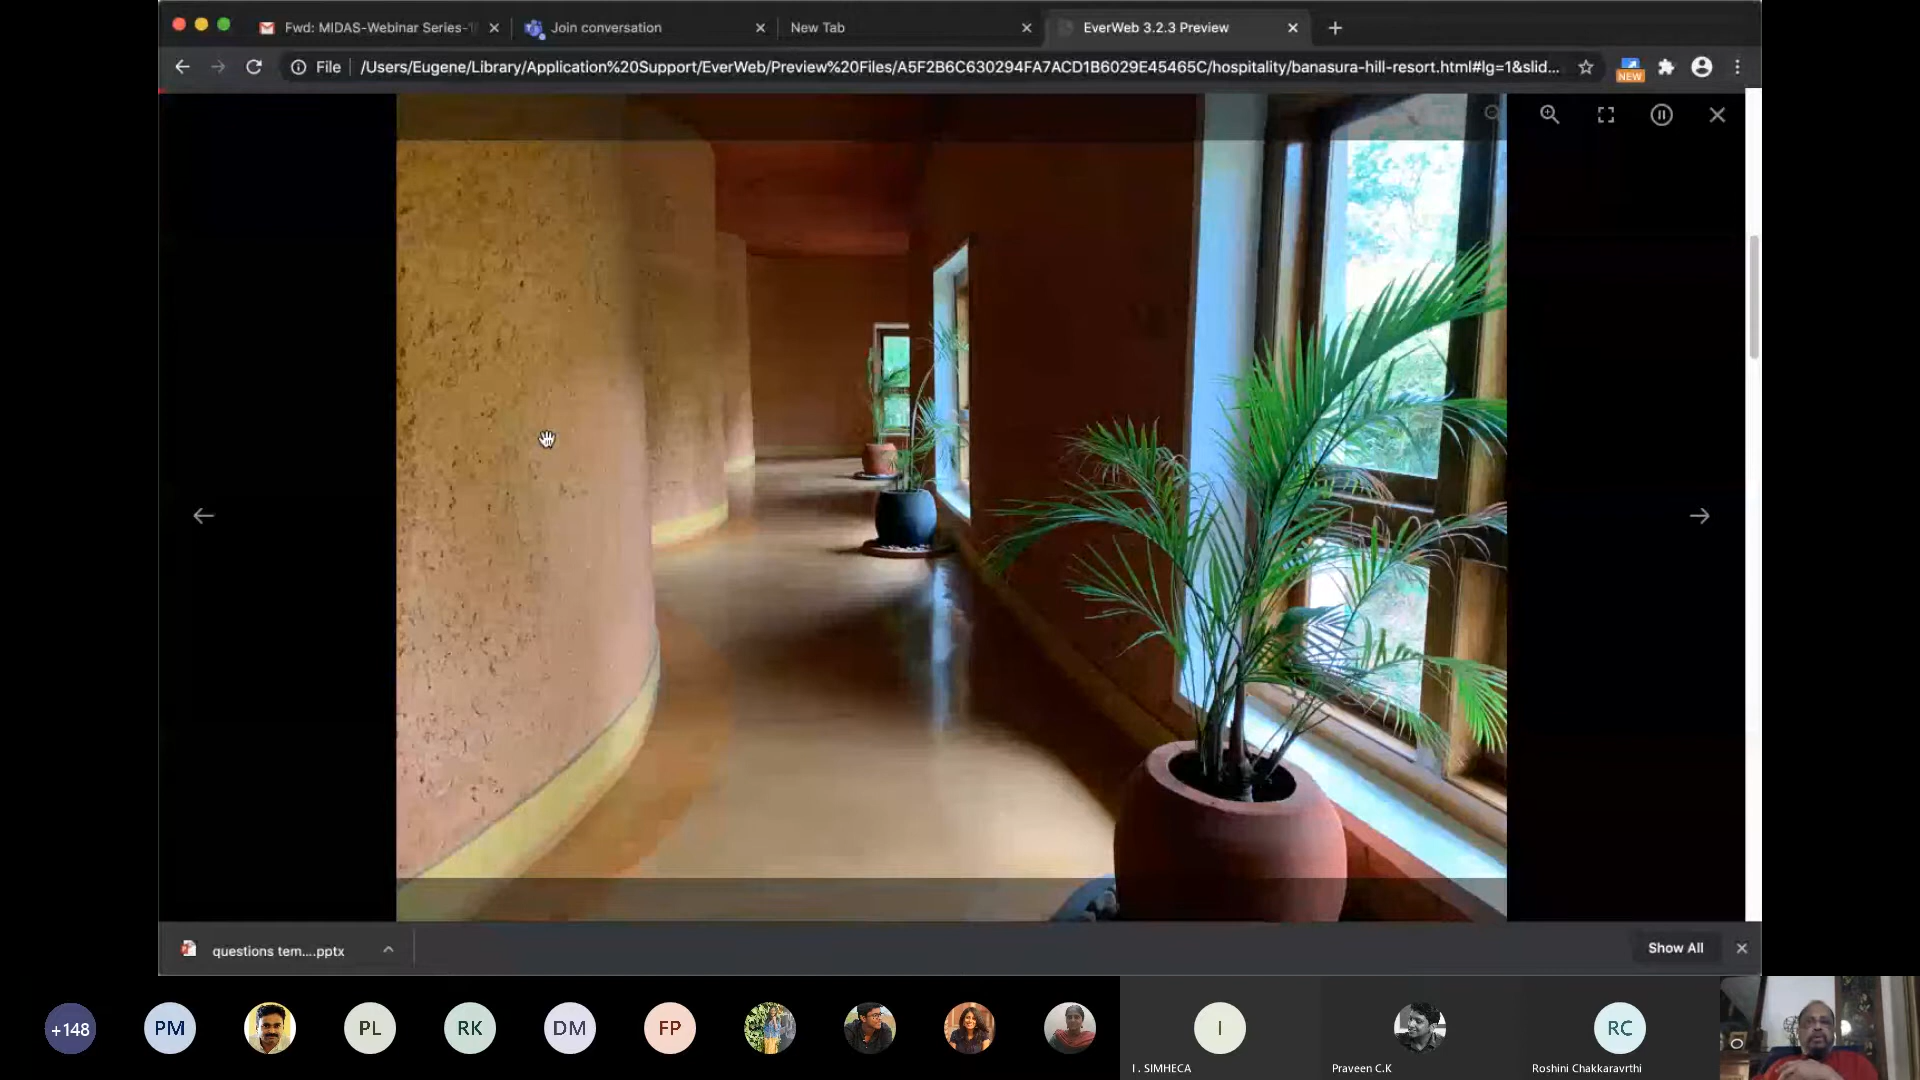 Fwd: MIDAS-Webinar Series-'
Join conversation
New Tab
EverWeb 3.2.3 Preview
File
/Users/Eugene/Library/Application%20Support/EverWeb/Preview%20Files/A5F2B6C630294FA7ACD1B6029E45465C/hospitality/banasura-hill-resort.html#lg=1&slid...
NEW
questions tem....pptx
Show All
+148
PM
PL
RK
DM
FP
I
RC
I . SIMHECA
Praveen C.K
Roshini Chakkaravrthi